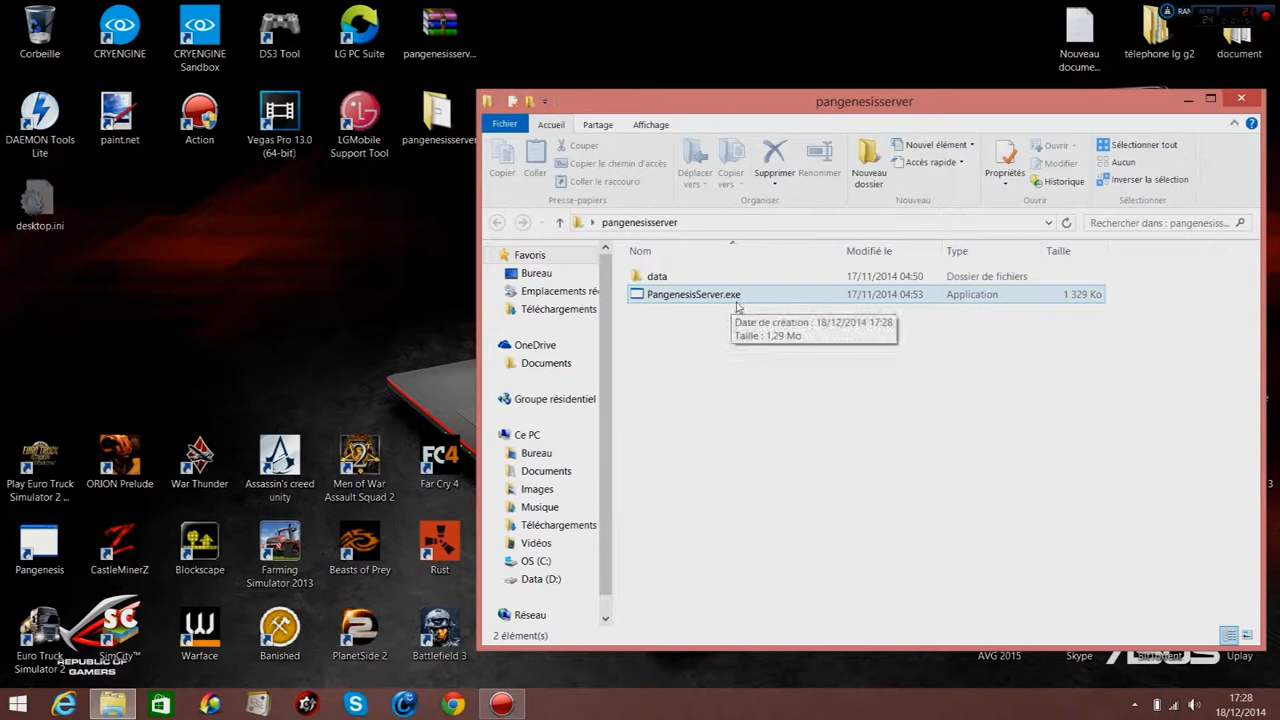 Corbeille
CRYENGINE
CRYENGINE
Sandbox
DS3 Tool
LG PC Suite
pangenesisserv...
Nouveau
docume...
télephone lg g2
document
DAEMON Tools
Lite
paint.net
Action
Vegas Pro 13.0
(64-bit)
LGMobile
Support Tool
pangenesisserver
desktop.ini
pangenesisserver
Fichier
Accueil
Partage
Affichage
Copier
Coller
Couper
Copier le chemin d'accès
Coller le raccourci
Presse-papiers
Déplacer
vers
Copier
vers
Supprimer
Renommer
Organiser
Nouveau
dossier
Nouvel élément
Accès rapide
Nouveau
Propriétés
Ouvrir
Modifier
Historique
Ouvrir
Sélectionner tout
Aucun
Inverser la sélection
Sélectionner
pangenesisserver
Rechercher dans : pangenesiss...
Nom
Modifié le
Type
Taille
data
17/11/2014 04:50
Dossier de fichiers
PangenesisServer.exe
17/11/2014 04:53
Application
1 329 Ko
Date de création : 18/12/2014 17:28
Taille : 1,29 Mo
Favoris
Bureau
Emplacements ré
Téléchargements
OneDrive
Documents
Groupe résidentiel
Ce PC
Bureau
Documents
Images
Musique
Téléchargements
Vidéos
OS (C:)
Data (D:)
Réseau
2 élément(s)
Play Euro Truck
Simulator 2 ...
ORION Prelude
War Thunder
Assassin's creed
unity
Men of War
Assault Squad 2
FC4
Far Cry 4
Pangenesis
CastleMinerZ
Blockscape
Farming
Simulator 2013
Beasts of Prey
Rust
Euro Truck
Simulator 2
SC
SimCity™
REPUBLIC OF
GAMERS
Warface
Banished
PlanetSide 2
Battlefield 3
AVG 2015
Skype
BitTorrent
Uplay
17:28
18/12/2014